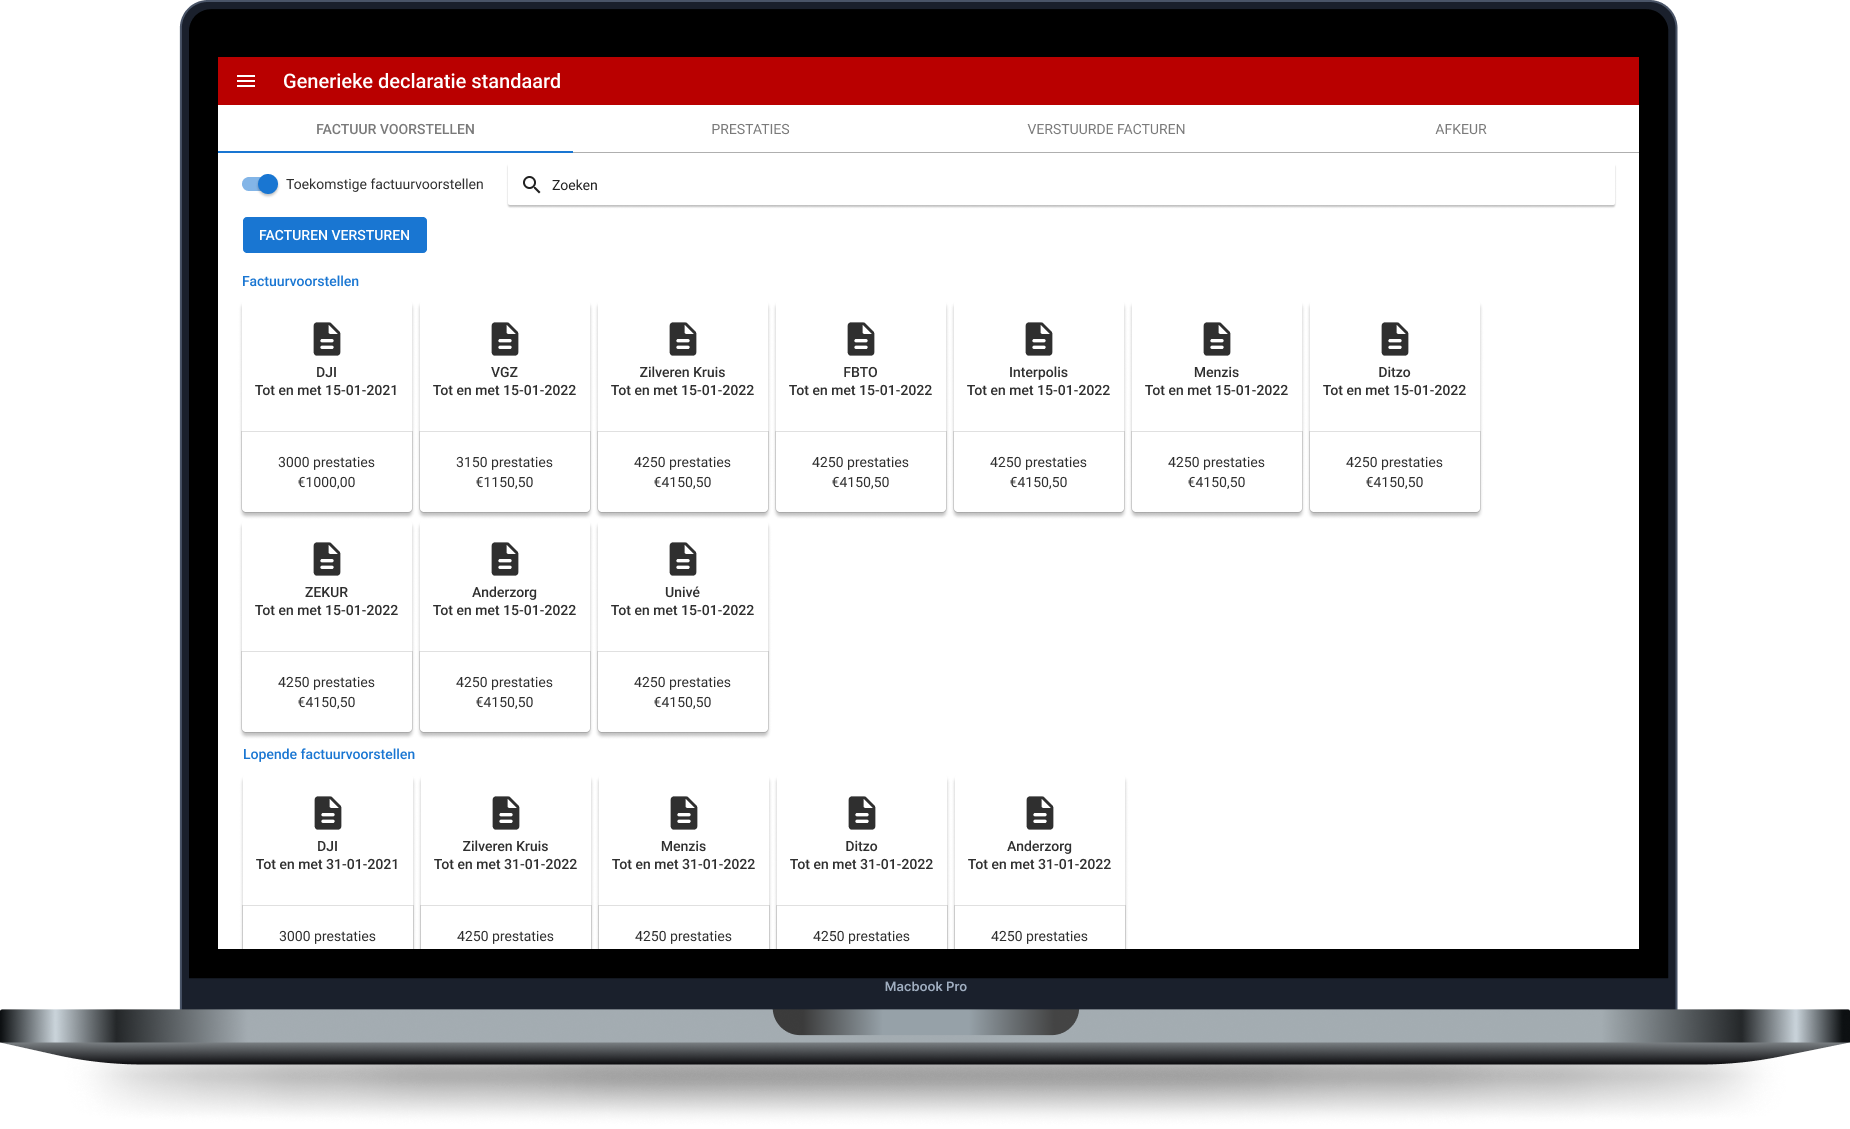 Generieke declaratie standaard
FACTUUR VOORSTELLEN
PRESTATIES
VERSTUURDE FACTUREN
AFKEUR
Toekomstige factuurvoorstellen
Zoeken
FACTUREN VERSTUREN
Factuurvoorstellen
DJI
Tot en met 15-01-2021
3000 prestaties
€1000,00
VGZ
Tot en met 15-01-2022
3150 prestaties
€1150,50
Zilveren Kruis
Tot en met 15-01-2022
4250 prestaties
€4150,50
FBTO
Tot en met 15-01-2022
4250 prestaties
€4150,50
Interpolis
Tot en met 15-01-2022
4250 prestaties
€4150,50
Menzis
Tot en met 15-01-2022
4250 prestaties
€4150,50
Ditzo
Tot en met 15-01-2022
4250 prestaties
€4150,50
ZEKUR
Tot en met 15-01-2022
4250 prestaties
€4150,50
Anderzorg
Tot en met 15-01-2022
4250 prestaties
€4150,50
Univé
Tot en met 15-01-2022
4250 prestaties
€4150,50
Lopende factuurvoorstellen
DJI
Tot en met 31-01-2021
3000 prestaties
Zilveren Kruis
Tot en met 31-01-2022
4250 prestaties
Menzis
Tot en met 31-01-2022
4250 prestaties
Ditzo
Tot en met 31-01-2022
4250 prestaties
Anderzorg
Tot en met 31-01-2022
4250 prestaties
Macbook Pro